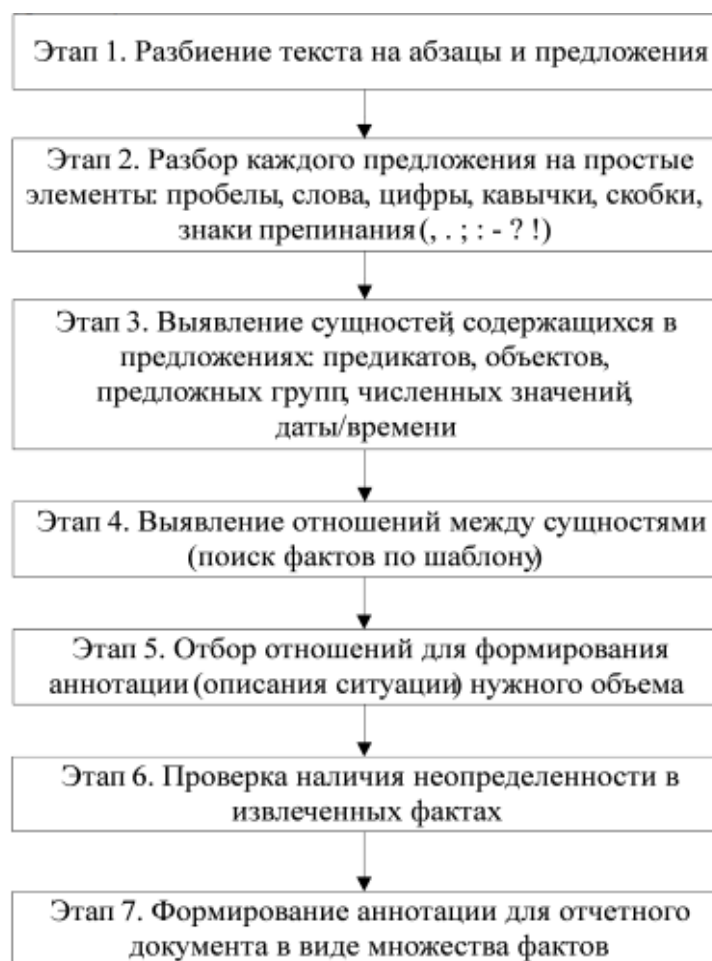 Этап 1. Разбиение текста на абзацы и предложения
Этап 2. Разбор каждого предложения на простые
элементы: пробелы, слова, цифры, кавычки, скобки,
знаки препинания (, . ; : - ? !)
Этап 3. Выявление сущностей, содержащихся в
предложениях: предикатов, объектов,
предложных групп, численных значений,
даты/времени
Этап 4. Выявление отношений между сущностями
(поиск фактов по шаблону)
Этап 5. Отбор отношений для формирования
аннотации (описания ситуации) нужного объема
Этап 6. Проверка наличия неопределенности в
извлеченных фактах
Этап 7. Формирование аннотации для отчетного
документа в виде множества фактов